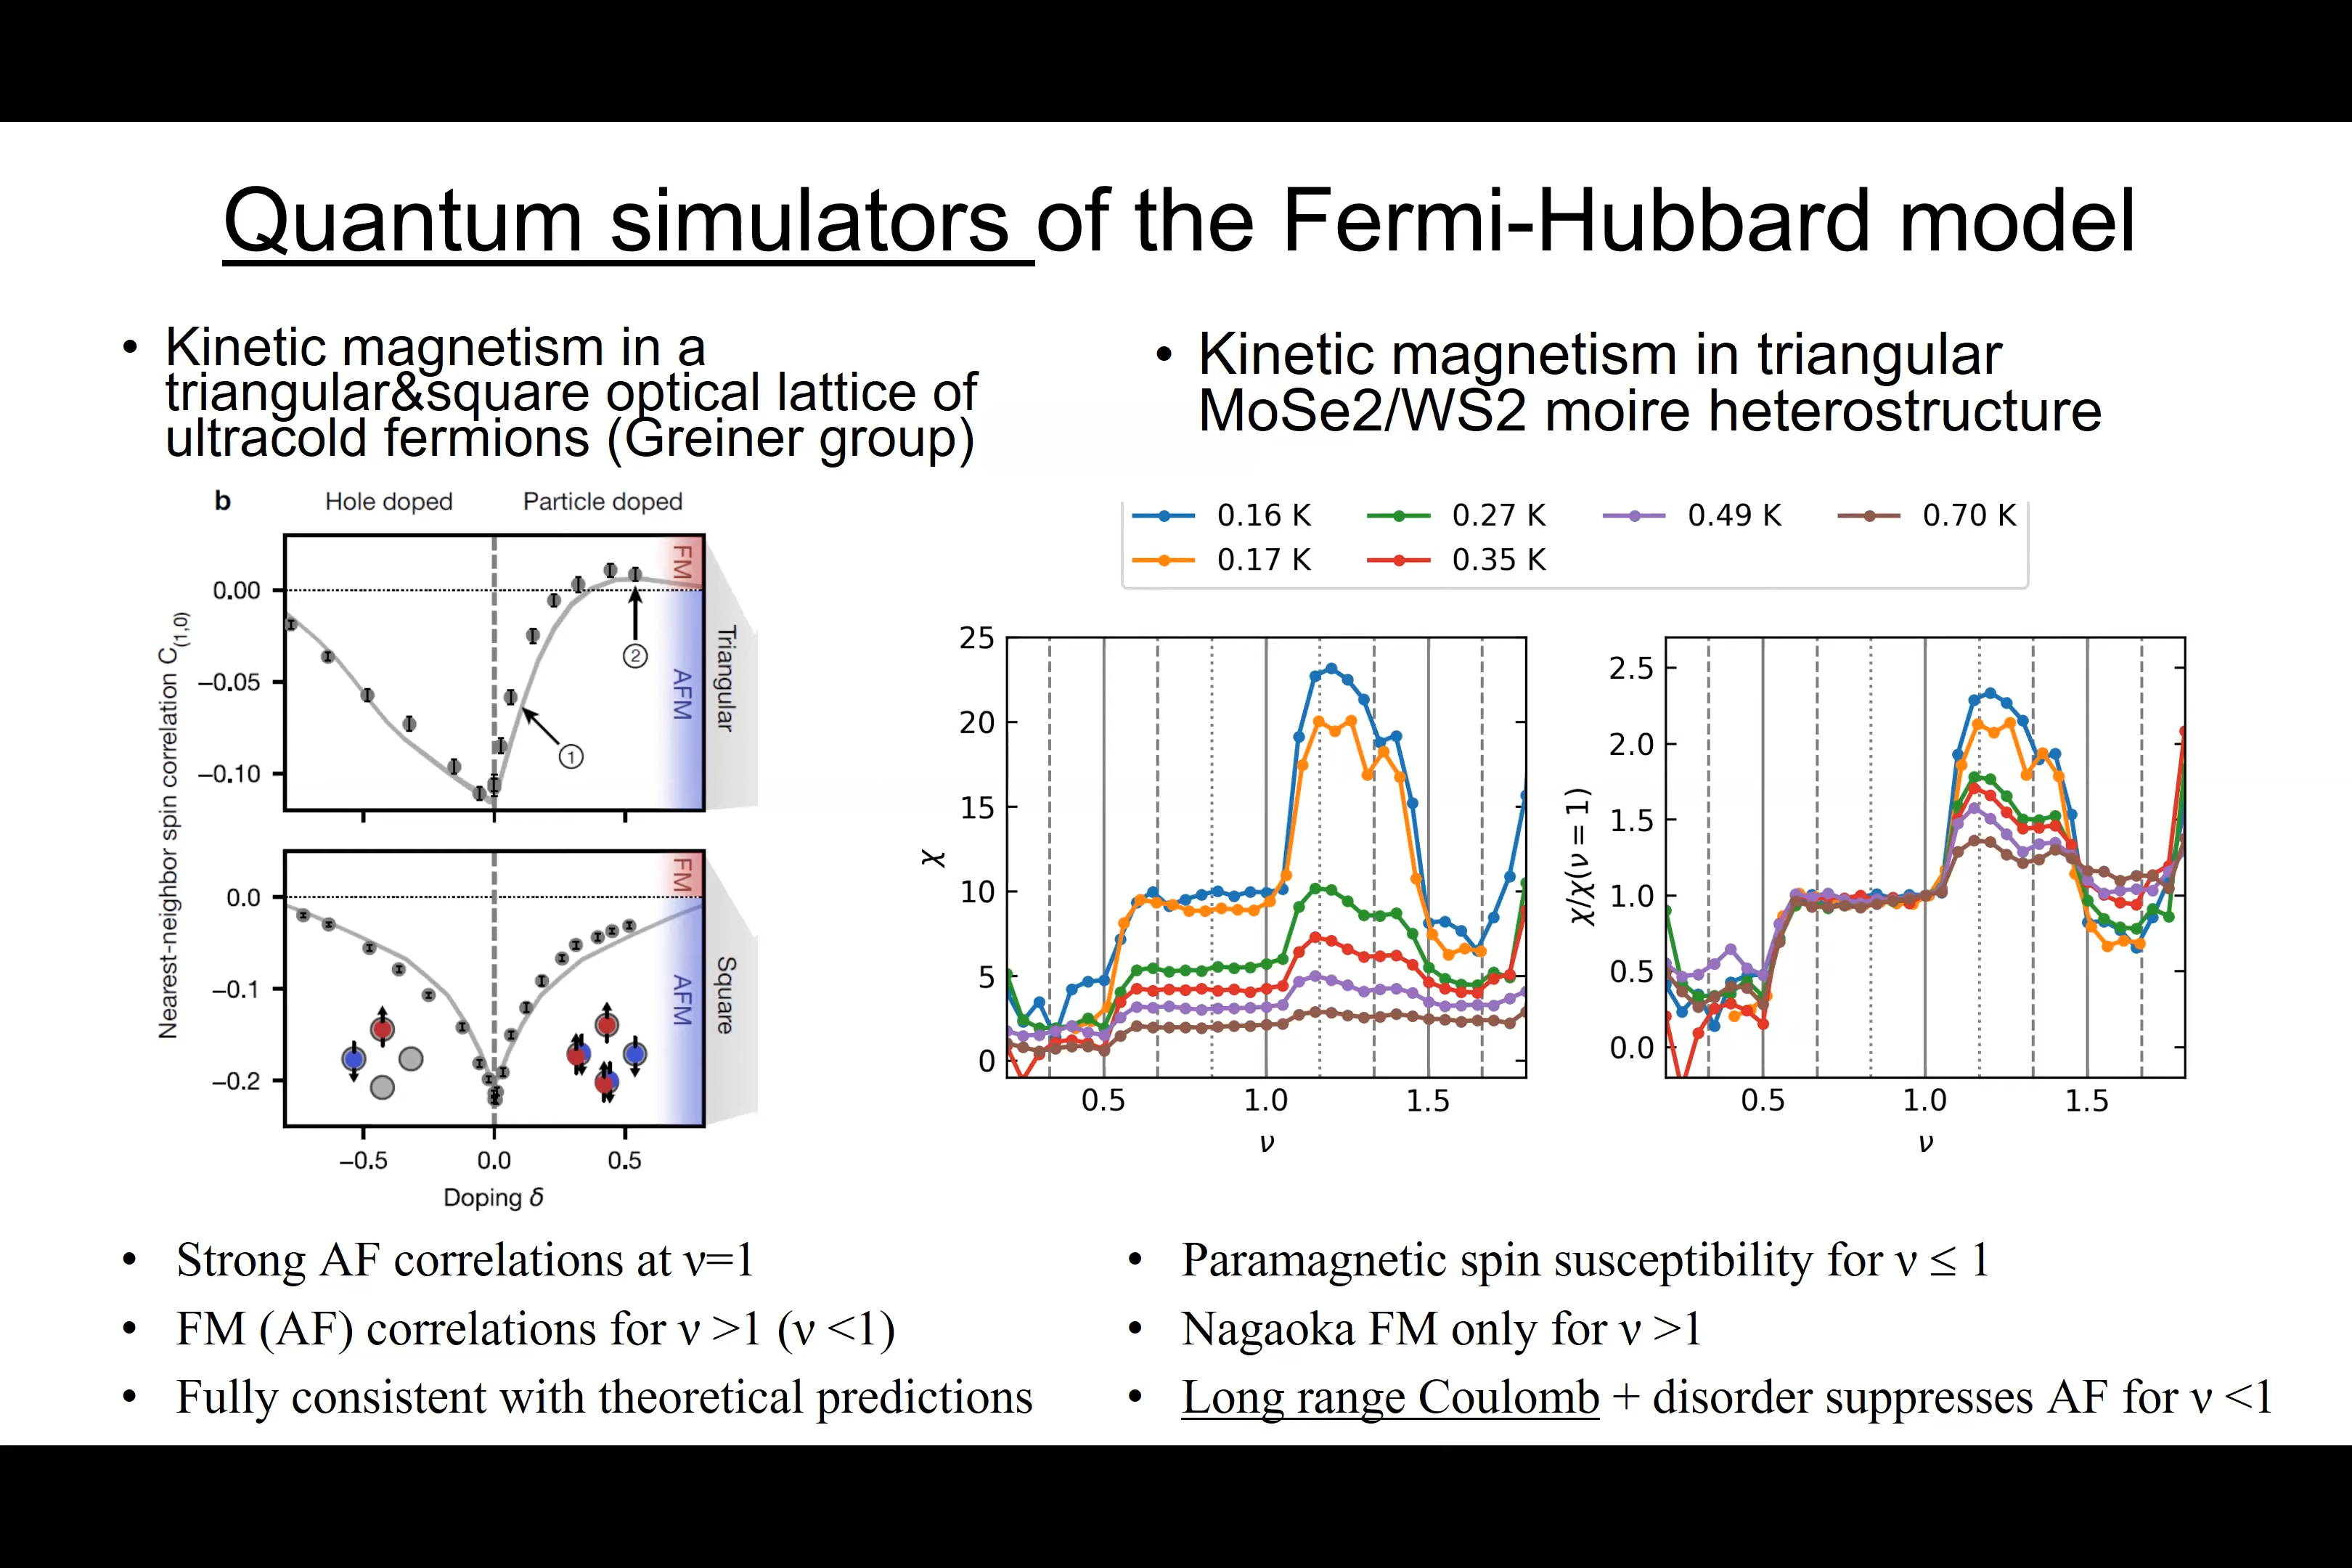 Quantum simulators of the Fermi-Hubbard model
• Kinetic magnetism in a
triangular&square optical lattice of
ultracold fermions (Greiner group)
b
Hole doped
Particle doped
Nearest-neighbor spin correlation C(1,0)
0.00
−0.05
−0.10
FM
AFM
Triangular
1
2
0.0
−0.1
−0.2
FM
AFM
Square
−0.5
0.0
0.5
Doping δ
• Strong AF correlations at ν=1
• FM (AF) correlations for ν >1 (ν <1)
• Fully consistent with theoretical predictions
• Kinetic magnetism in triangular
MoSe2/WS2 moire heterostructure
0.16 K 0.27 K 0.49 K 0.70 K
0.17 K 0.35 K
χ
25
20
15
10
5
0
0.5 1.0 1.5
ν
χ/χ(ν = 1)
2.5
2.0
1.5
1.0
0.5
0.0
0.5 1.0 1.5
ν
• Paramagnetic spin susceptibility for ν ≤ 1
• Nagaoka FM only for ν >1
• Long range Coulomb + disorder suppresses AF for ν <1